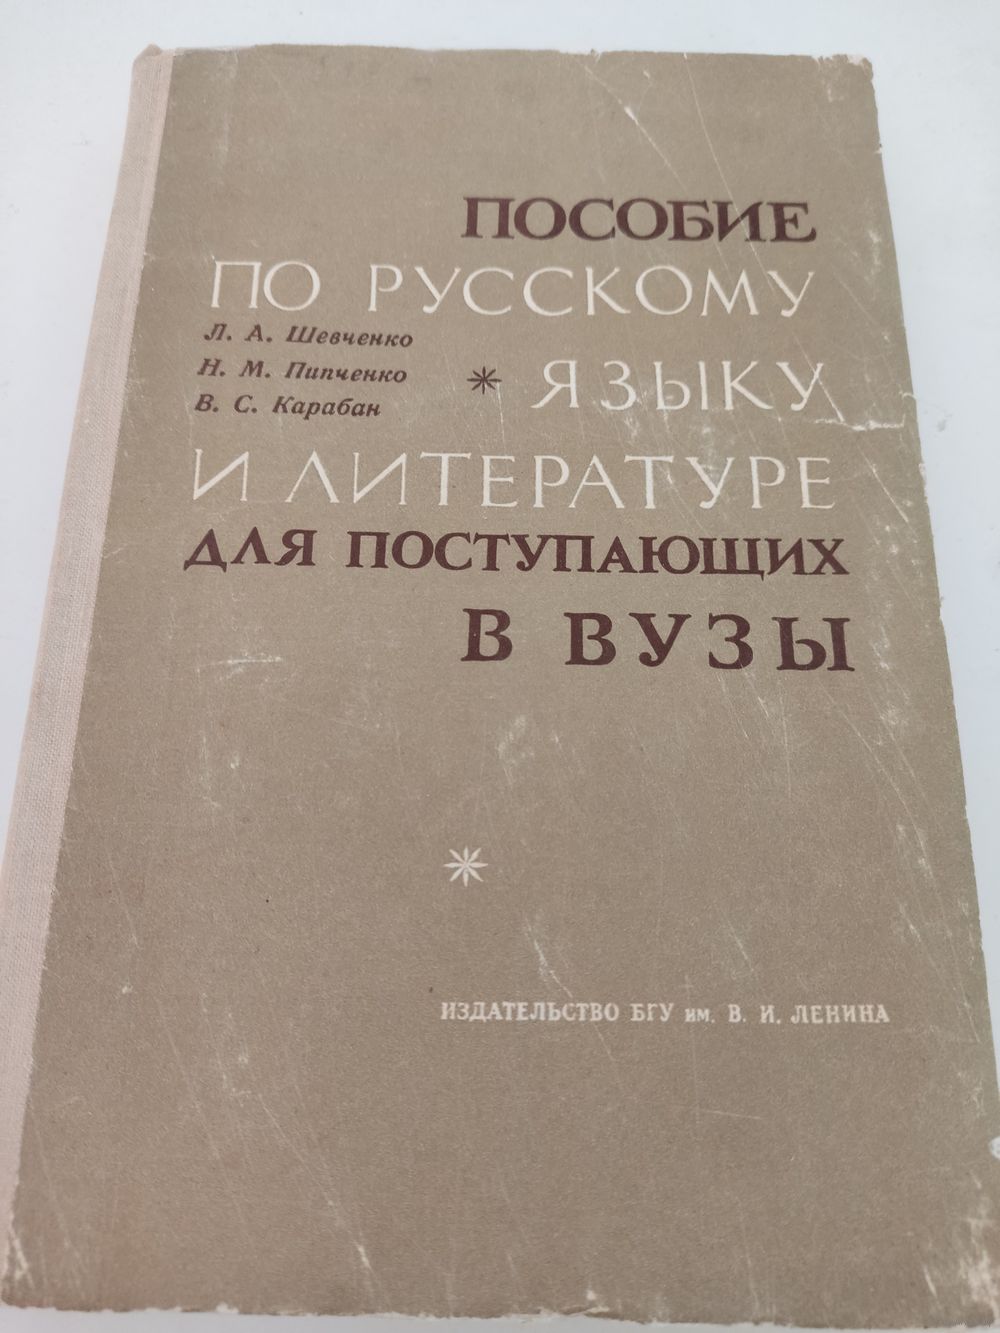 ПОСОБИЕ
ПО РУССКОМУ
Л. А. Шевченко
Н. М. Пипченко
В. С. Карабан
ЯЗЫКУ
И ЛИТЕРАТУРЕ
ДЛЯ ПОСТУПАЮЩИХ
В ВУЗЫ
ИЗДАТЕЛЬСТВО БГУ им. В. И. ЛЕНИНА